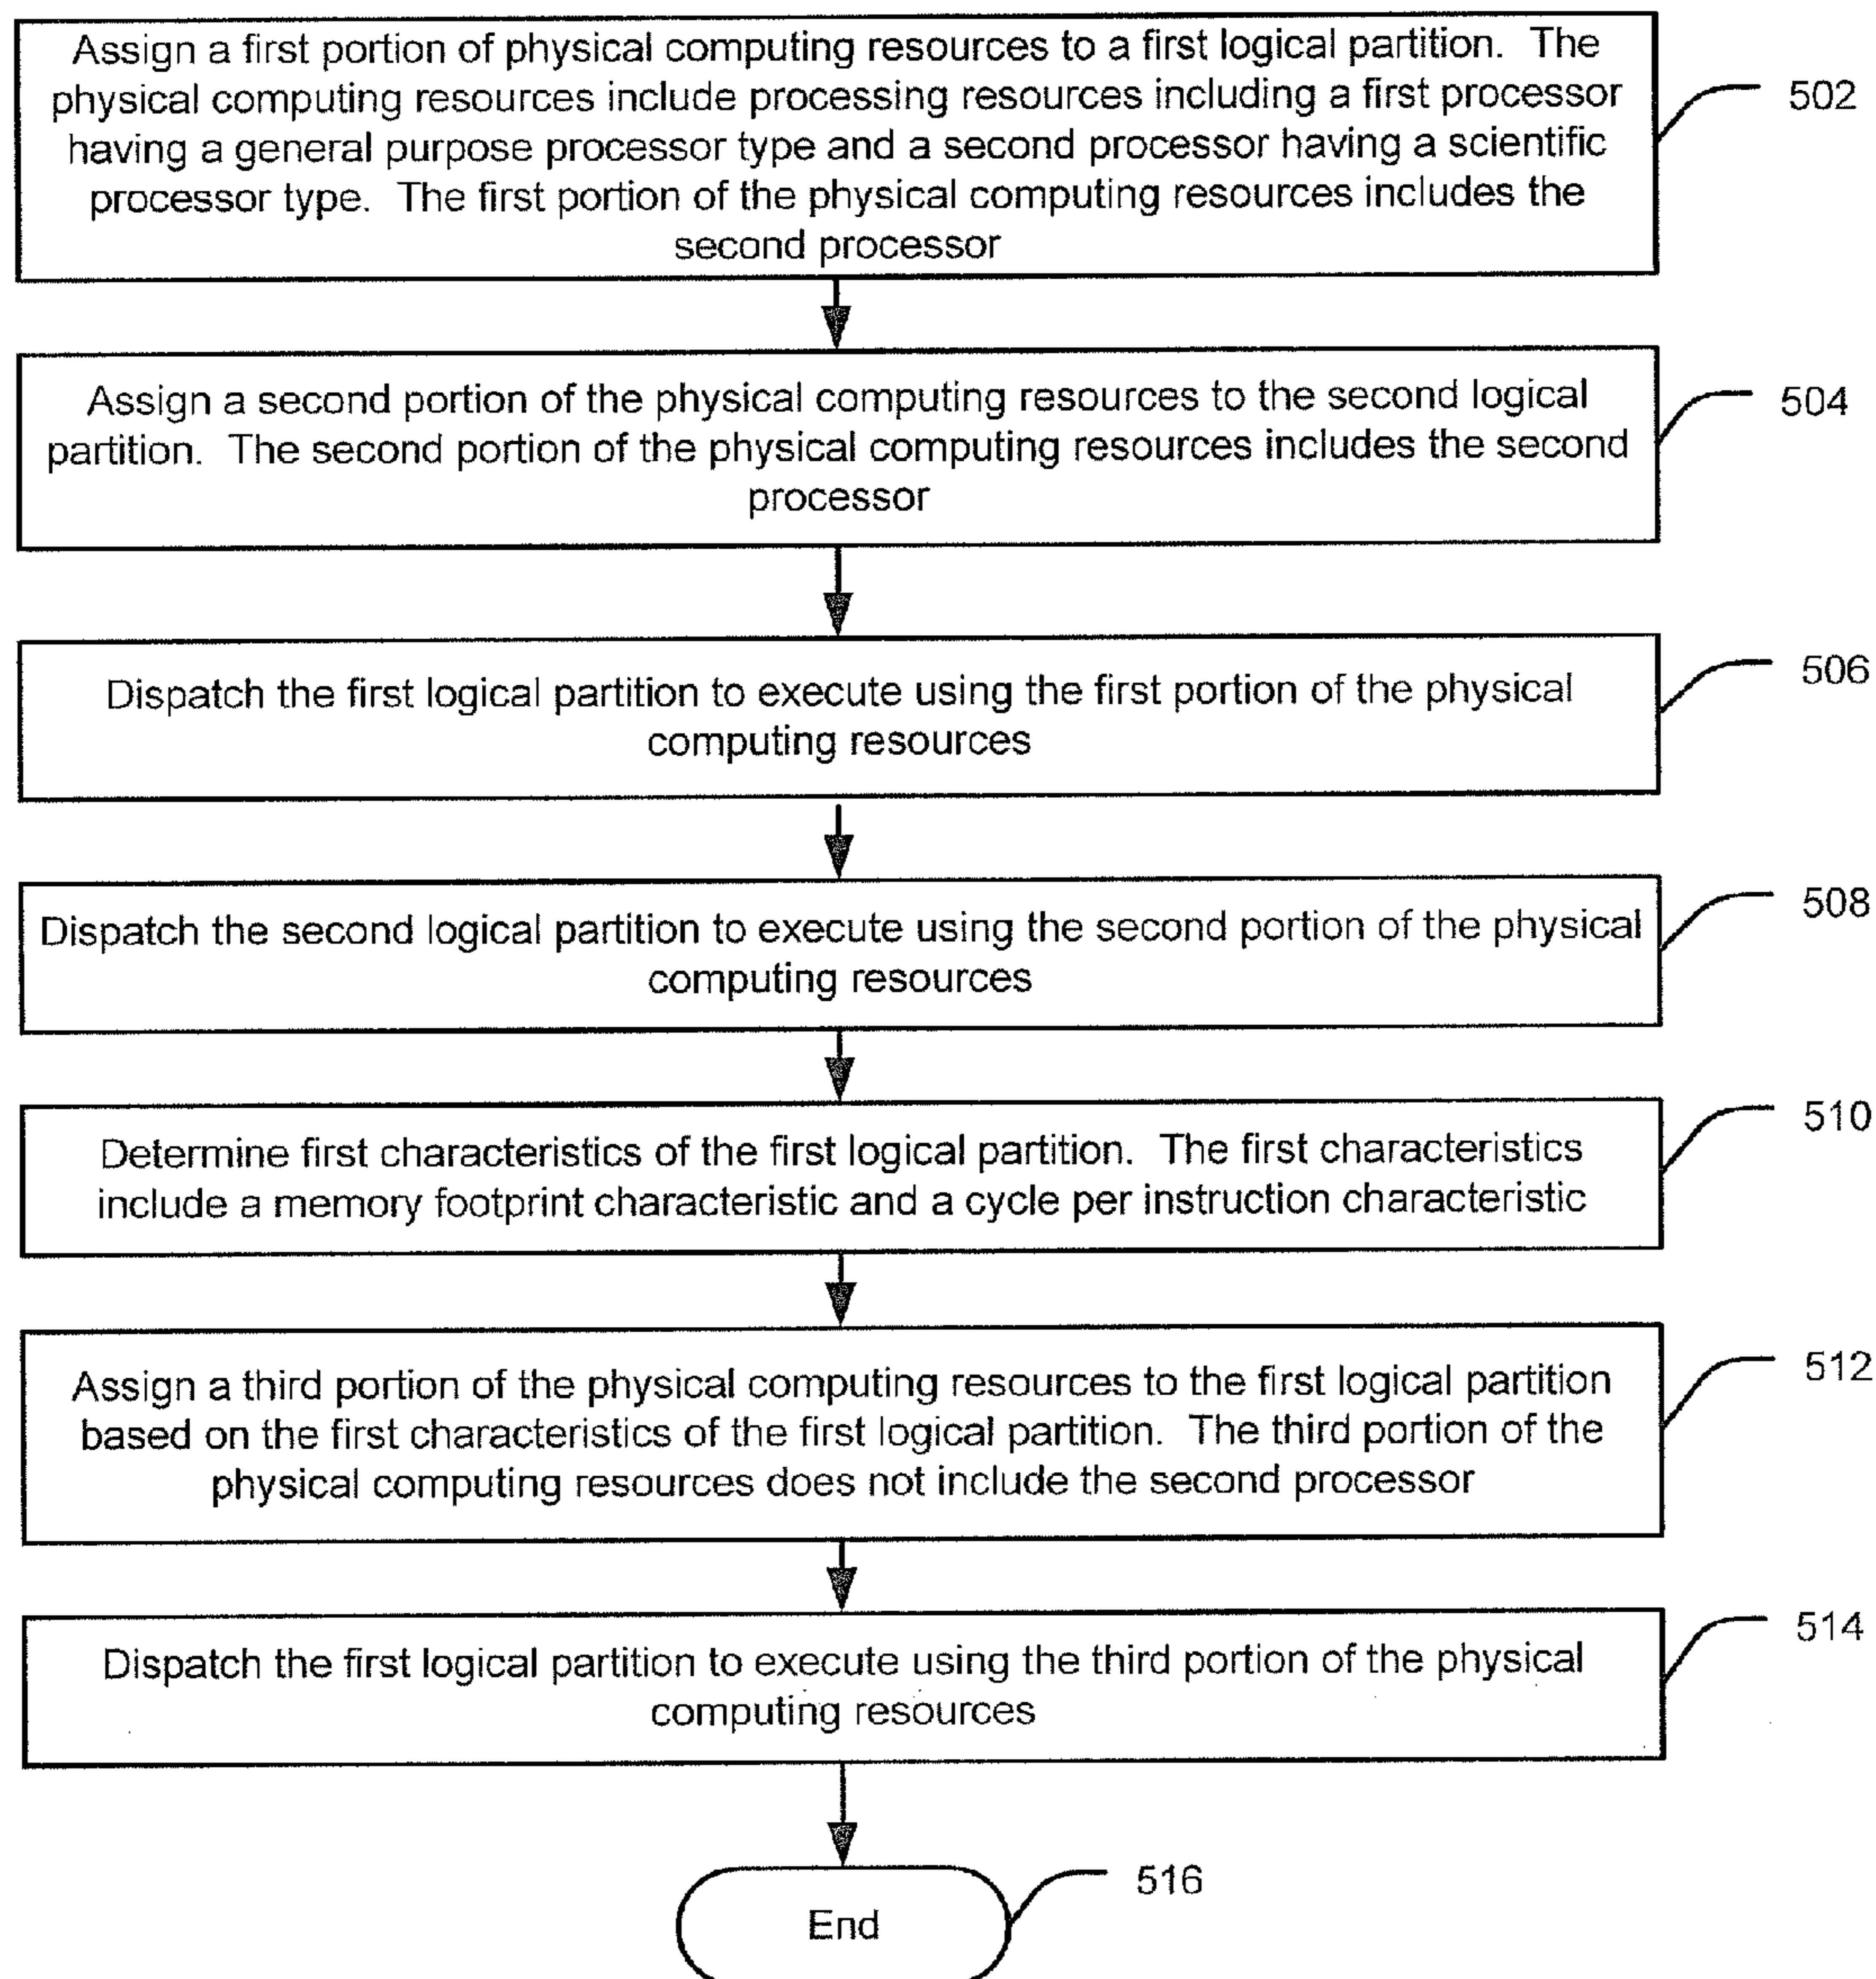 Assign a first portion of physical computing resources to a first logical partition. The
physical computing resources include processing resources including a first processor
having a general purpose processor type and a second processor having a scientific
processor type. The first portion of the physical computing resources includes the
second processor
502
Assign a second portion of the physical computing resources to the second logical
partition. The second portion of the physical computing resources includes the second
processor
504
Dispatch the first logical partition to execute using the first portion of the physical
computing resources
506
Dispatch the second logical partition to execute using the second portion of the physical
computing resources
508
Determine first characteristics of the first logical partition. The first characteristics
include a memory footprint characteristic and a cycle per instruction characteristic
510
Assign a third portion of the physical computing resources to the first logical partition
based on the first characteristics of the first logical partition. The third portion of the
physical computing resources does not include the second processor
512
Dispatch the first logical partition to execute using the third portion of the physical
computing resources
514
End
516